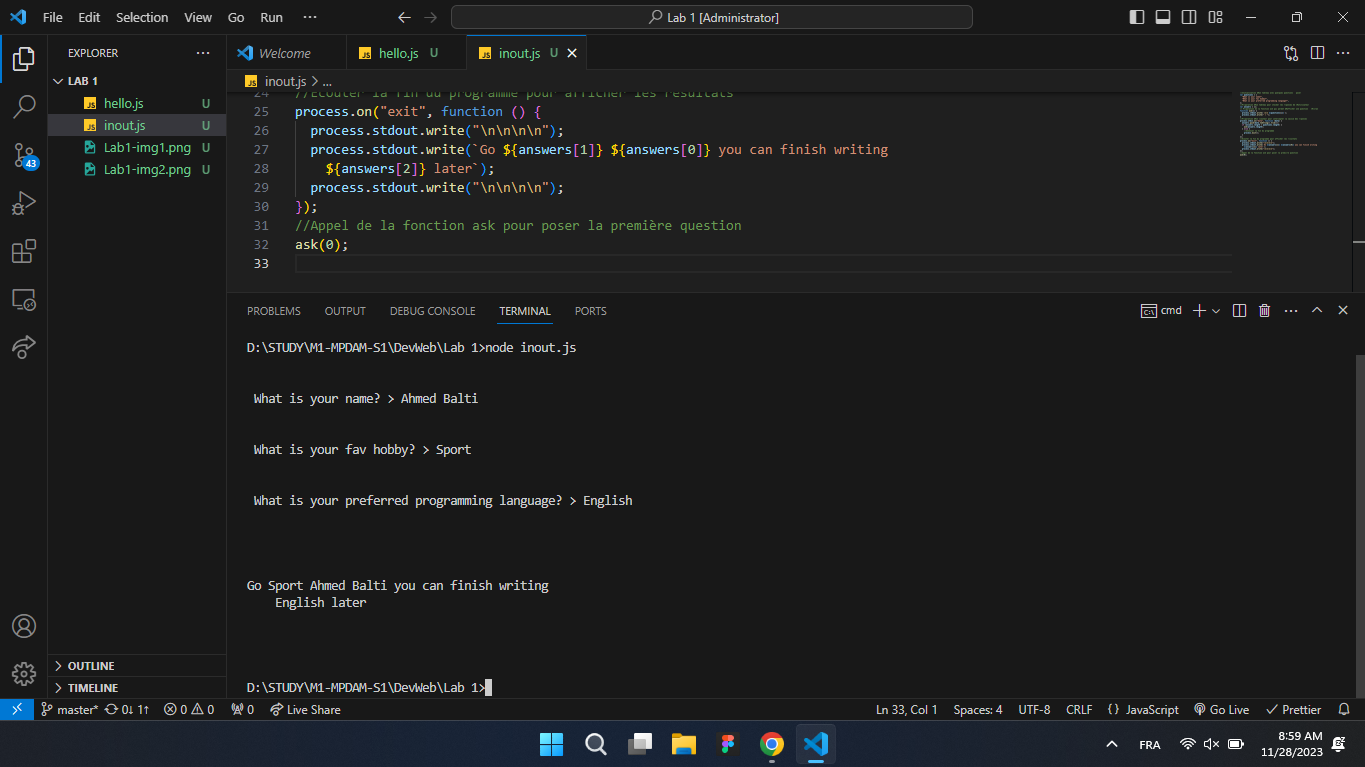 File Edit Selection View Go Run ··· Lab 1 [Administrator]
EXPLORER ···
LAB 1
hello.js U
inout.js U
Lab1-img1.png U
Lab1-img2.png U
OUTLINE
TIMELINE
43
Welcome JS hello.js U JS inout.js U
JS inout.js > ...
24 //Ecouter la fin du programme pour afficher les résultats
25 process.on("exit", function () {
26 process.stdout.write("\n\n\n\n");
27 process.stdout.write(`Go ${answers[1]} ${answers[0]} you can finish writing
28 ${answers[2]} later`);
29 process.stdout.write("\n\n\n\n");
30 });
31 //Appel de la fonction ask pour poser la première question
32 ask(0);
33
PROBLEMS OUTPUT DEBUG CONSOLE TERMINAL PORTS cmd
D:\STUDY\M1-MPDAM-S1\DevWeb\Lab 1>node inout.js
What is your name? > Ahmed Balti
What is your fav hobby? > Sport
What is your preferred programming language? > English
Go Sport Ahmed Balti you can finish writing
English later
D:\STUDY\M1-MPDAM-S1\DevWeb\Lab 1>
master* 0↓ 1↑ 0 0 0 Live Share Ln 33, Col 1 Spaces: 4 UTF-8 CRLF {} JavaScript Go Live Prettier
FRA 8:59 AM
11/28/2023